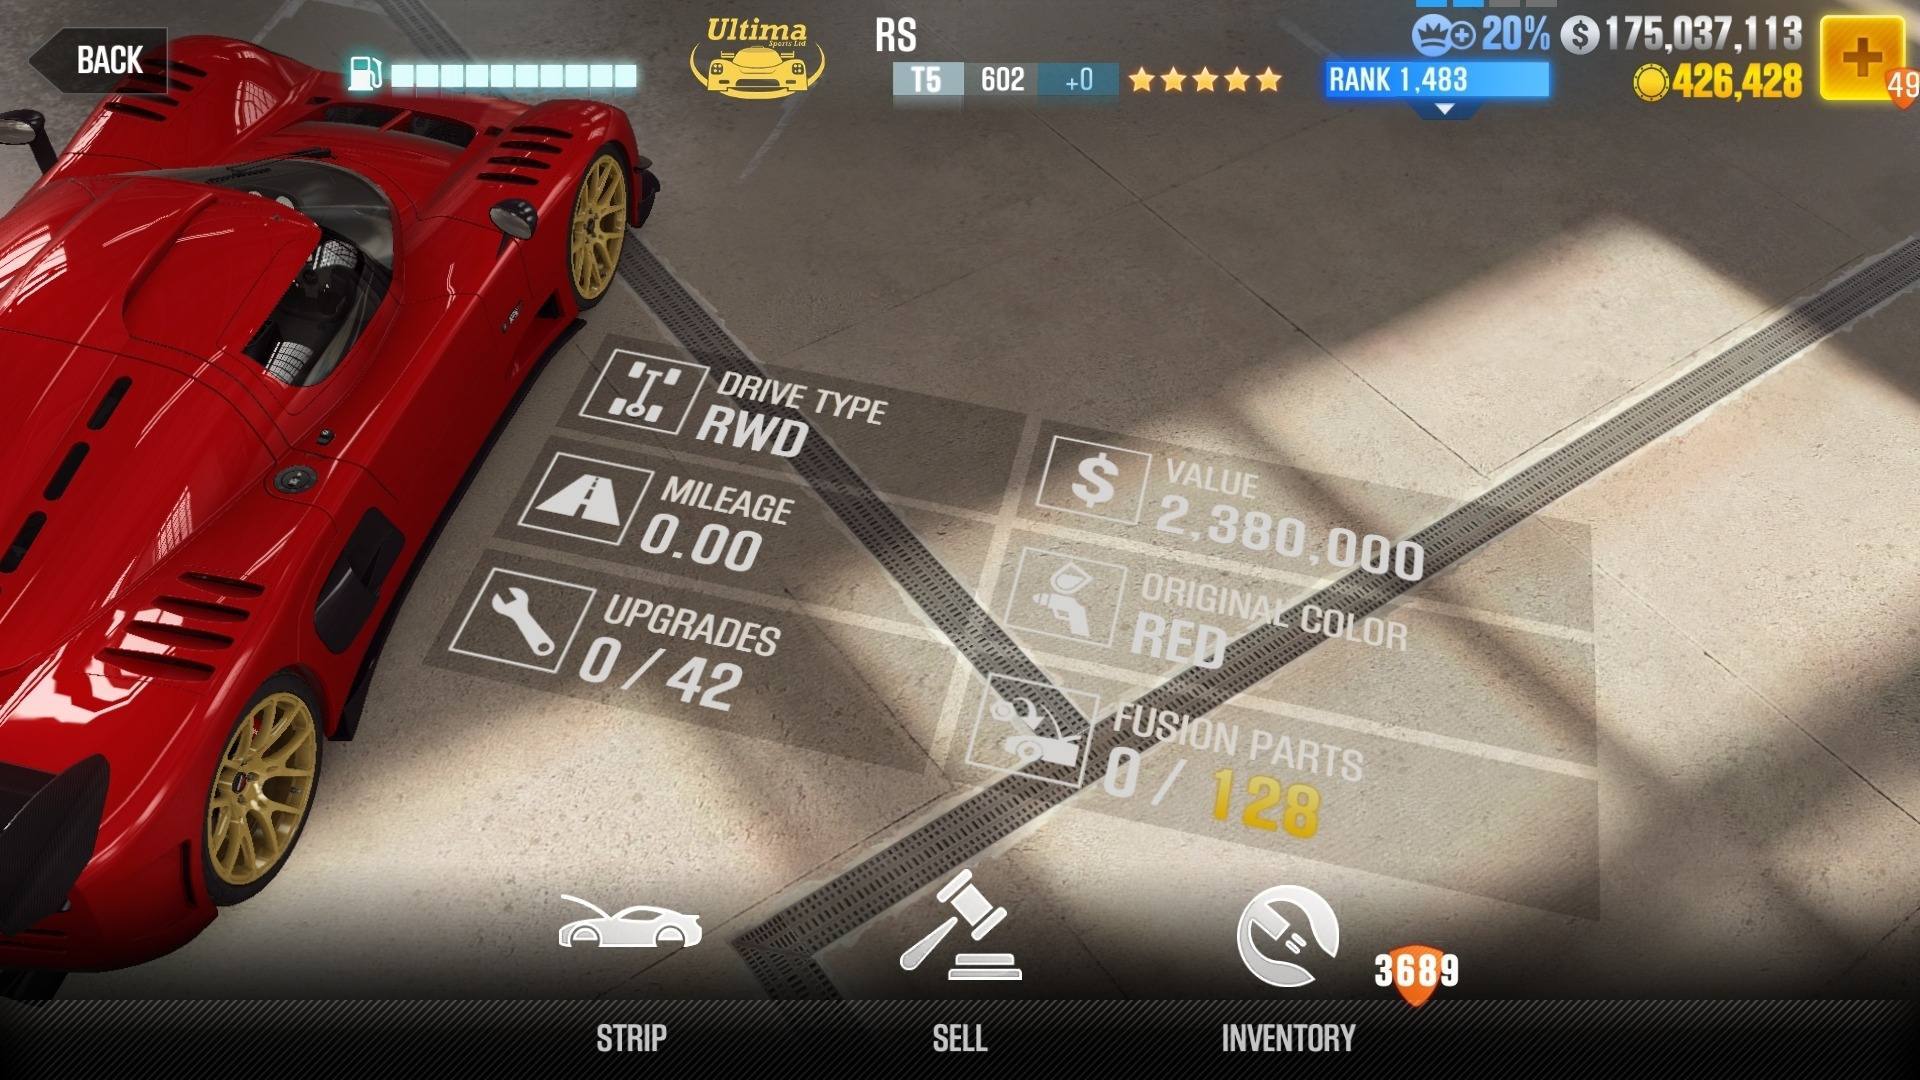 BACK
Ultima
Sports Ltd
RS
T5 602 +0
20%
175,037,113
RANK 1,483
426,428
49
DRIVE TYPE
RWD
MILEAGE
0.00
UPGRADES
0 / 42
$ VALUE
2,380,000
ORIGINAL COLOR
RED
FUSION PARTS
0 / 128
3689
STRIP
SELL
INVENTORY